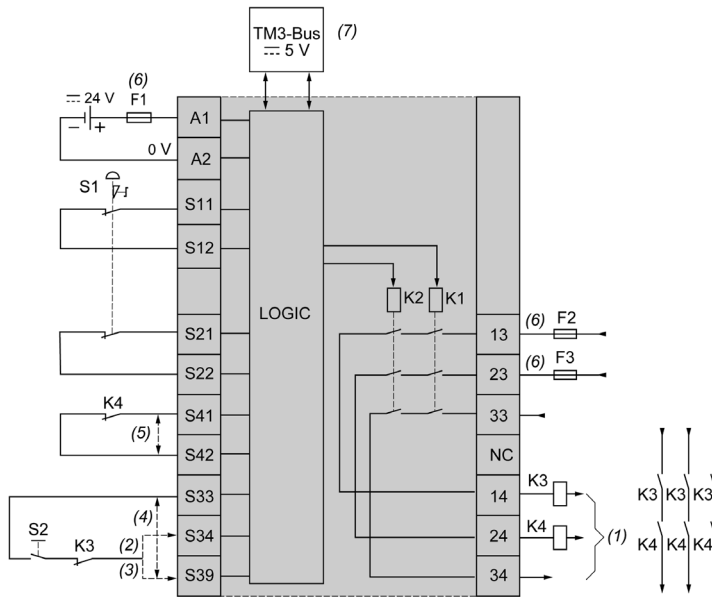 TM3-Bus
5 V
(7)
(6)
24 V
F1
−
+
0 V
A1
A2
S1
S11
S12
S21
S22
K4
(5)
S41
S42
S33
(4)
S2
K3
(2)
(3)
S34
S39
LOGIC
K2
K1
13
(6)
F2
23
(6)
F3
33
NC
14
K3
24
K4
34
(1)
K3
K3
K3
K4
K4
K4